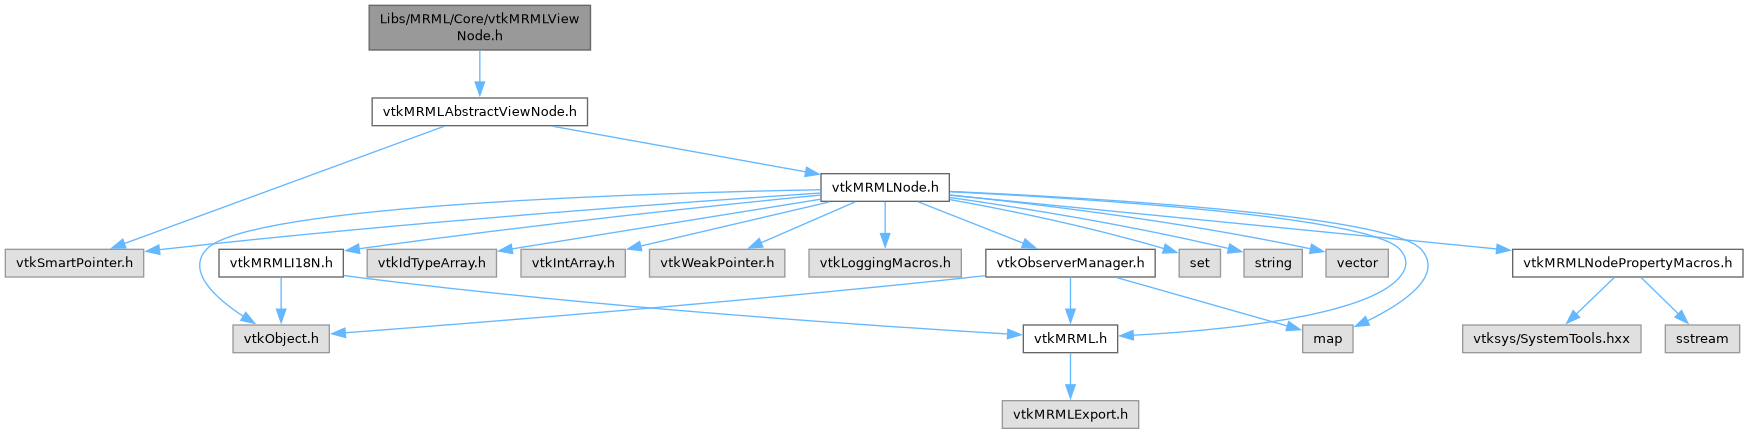 Libs/MRML/Core/vtkMRMLView
Node.h
vtkMRMLAbstractViewNode.h
vtkMRMLNode.h
vtkSmartPointer.h
vtkMRMLI18N.h
vtkIdTypeArray.h
vtkIntArray.h
vtkWeakPointer.h
vtkLoggingMacros.h
vtkObserverManager.h
set
string
vector
vtkMRMLNodePropertyMacros.h
vtkObject.h
vtkMRML.h
map
vtksys/SystemTools.hxx
sstream
vtkMRMLExport.h